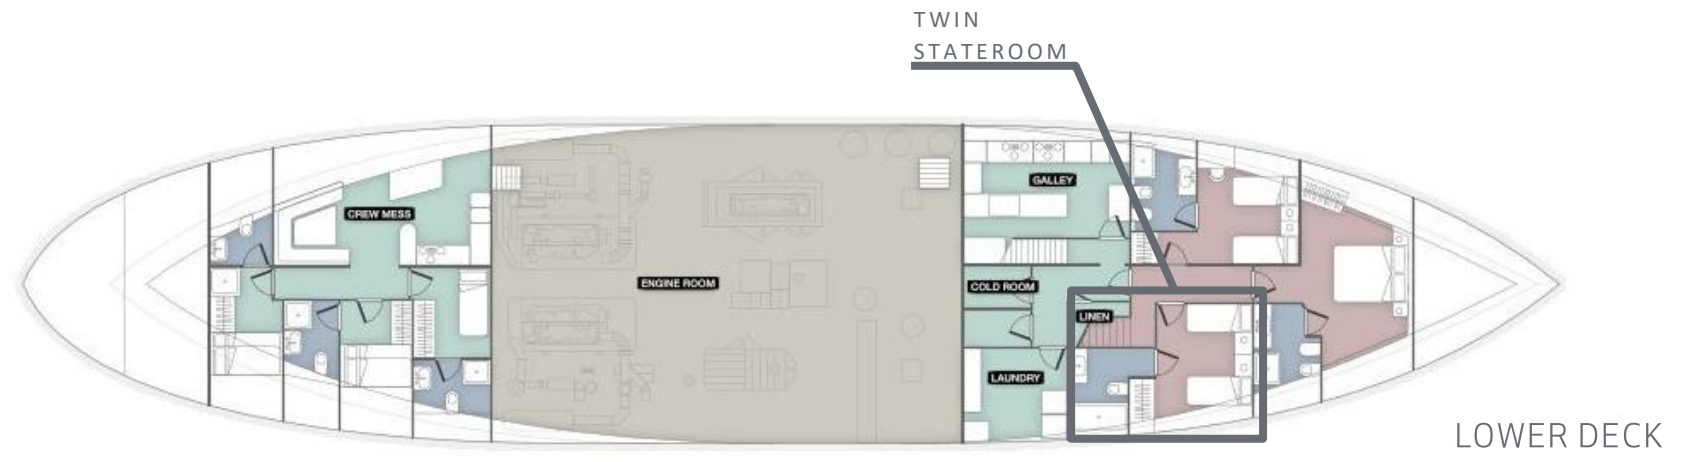 TWIN
STATEROOM
GALLEY
CREW MESS
ENGINE ROOM
COLD ROOM
LINEN
LAUNDRY
LOWER DECK